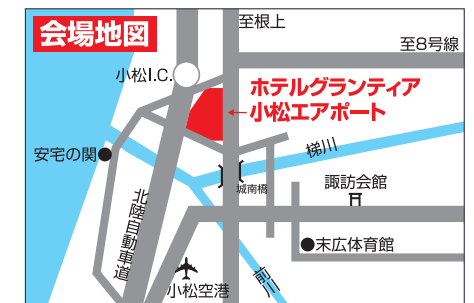 会場地図
至根上
至8号線
小松I.C.
ホテルグランティア
小松エアポート
梯川
安宅の関
城南橋
諏訪会館
北陸自動車道
末広体育館
小松空港
前川